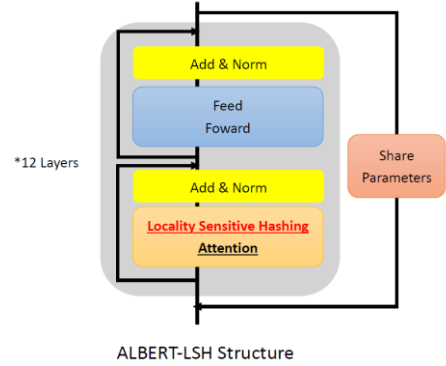 Add & Norm
Feed
Foward
*12 Layers
Share
Parameters
Add & Norm
Locality Sensitive Hashing
Attention
ALBERT-LSH Structure